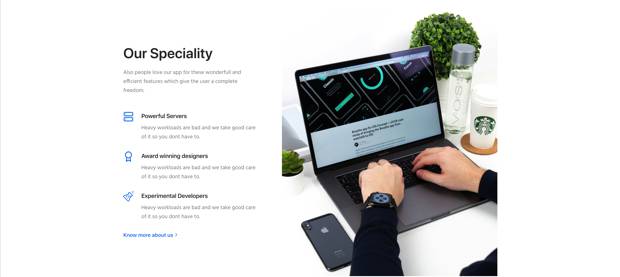 Our Speciality
Also people love our app for these wonderfull and
efficient features which give the user a complete
freedom.
Powerful Servers
Heavy workloads are bad and we take good care
of it so you dont have to.
Award winning designers
Heavy workloads are bad and we take good care
of it so you dont have to.
Experimental Developers
Heavy workloads are bad and we take good care
of it so you dont have to.
Know more about us >
VOSS